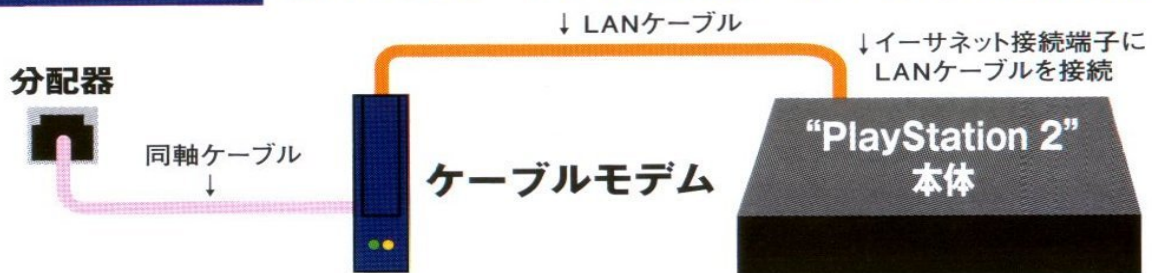 ↓ LANケーブル
↓イーサネット接続端子に
LANケーブルを接続
分配器
同軸ケーブル
↓
ケーブルモデム
“PlayStation 2”
本体